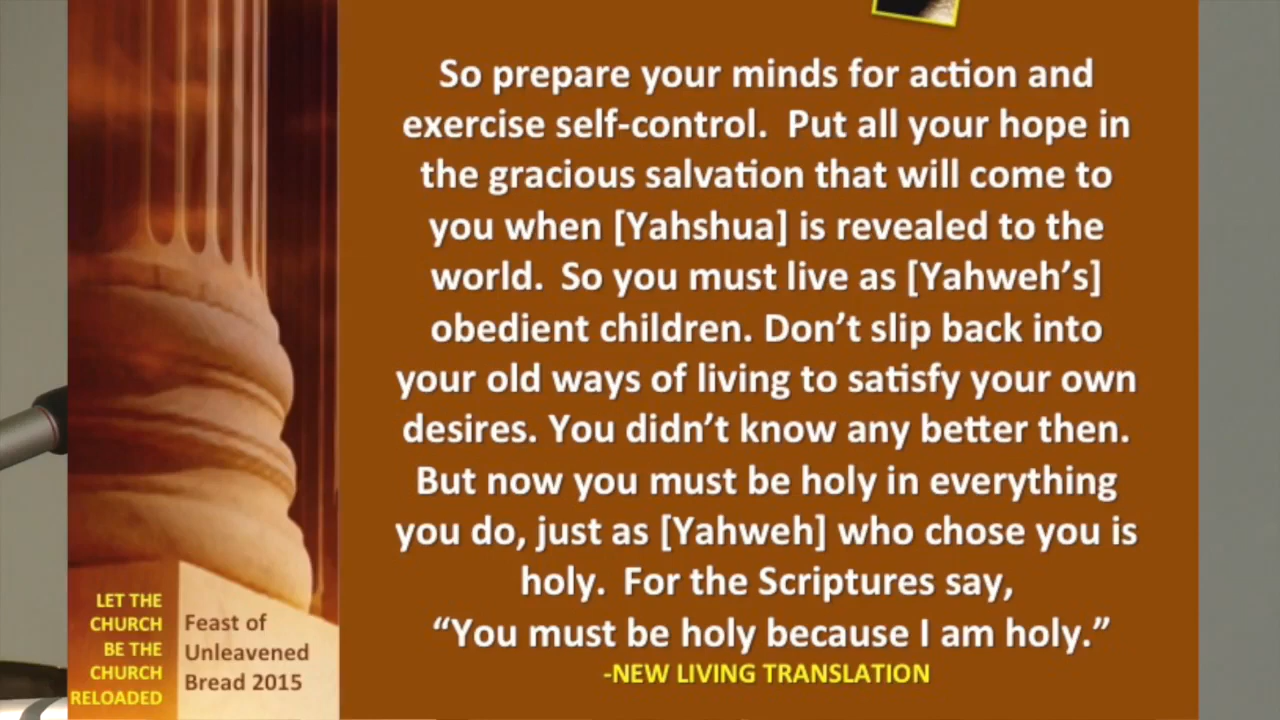 So prepare your minds for action and
exercise self-control.  Put all your hope in
the gracious salvation that will come to
you when [Yahshua] is revealed to the
world.  So you must live as [Yahweh’s]
obedient children. Don’t slip back into
your old ways of living to satisfy your own
desires. You didn’t know any better then.
But now you must be holy in everything
you do, just as [Yahweh] who chose you is
holy.  For the Scriptures say,
“You must be holy because I am holy.”
-NEW LIVING TRANSLATION
LET THE
CHURCH
BE THE
CHURCH
RELOADED
Feast of
Unleavened
Bread 2015